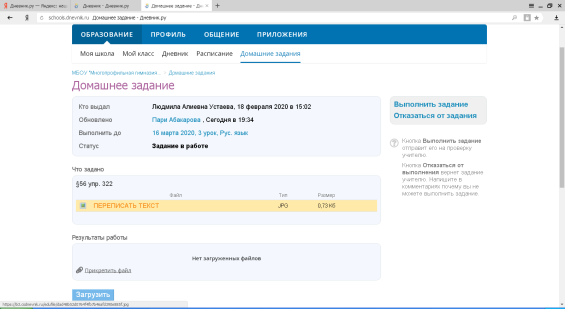 Дневник.ру — Яндекс: наш
Дневник - Дневник.ру
Домашнее задание - Дн
schools.dnevnik.ru Домашнее задание - Дневник.ру
ОБРАЗОВАНИЕ ПРОФИЛЬ ОБЩЕНИЕ ПРИЛОЖЕНИЯ
Моя школа Мой класс Дневник Расписание Домашние задания
МБОУ "Многопрофильная гимназия... Домашние задания
Домашнее задание
Кто выдал Людмила Алиевна Устаева, 18 февраля 2020 в 15:02
Обновлено Пари Абакарова , Сегодня в 19:34
Выполнить до 16 марта 2020, 3 урок, Рус. язык
Статус Задание в работе
Выполнить задание
Отказаться от задания
Кнопка Выполнить задание
отправит его на проверку
учителю.
Кнопка Отказаться от
выполнения вернет задание
учителю. Напишите в
комментариях почему вы не
можете выполнить задание.
Что задано
§56 упр. 322
Файл Тип Размер
ПЕРЕПИСАТЬ ТЕКСТ JPG 0,73 Кб
Результаты работы
Нет загруженных файлов
Прикрепить файл
Загрузить